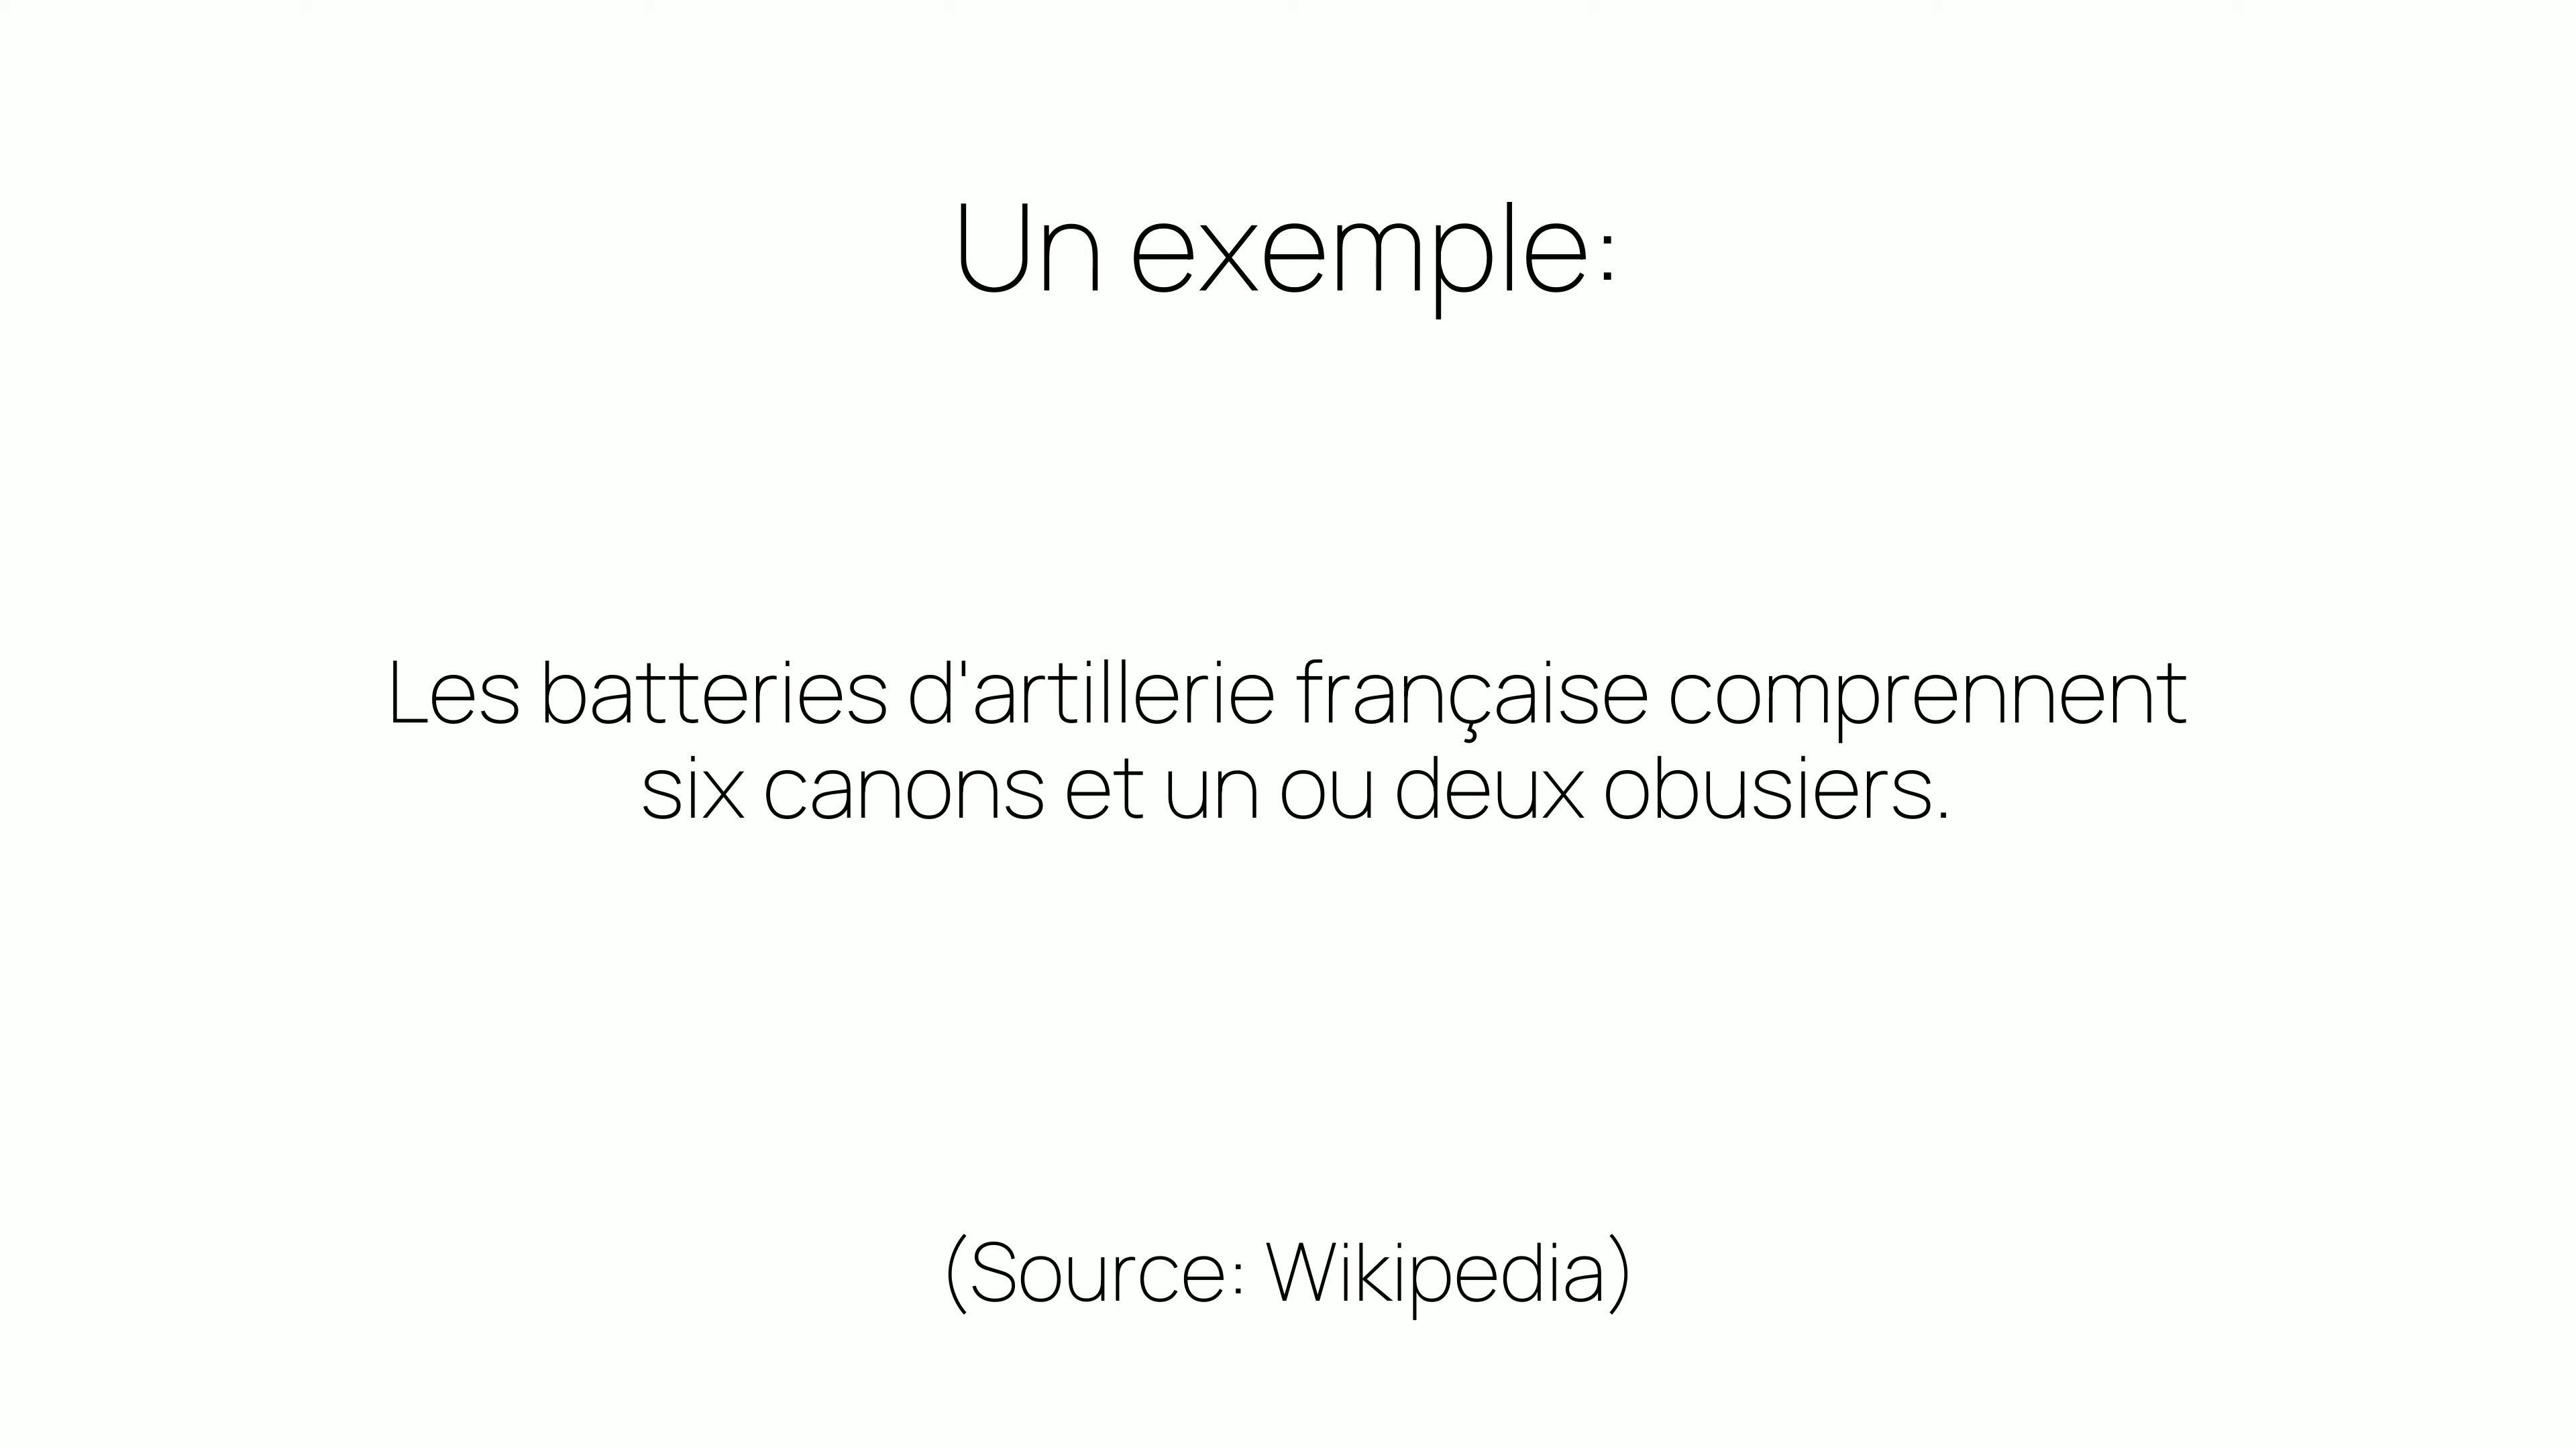 Un exemple:
Les batteries d'artillerie française comprennent
six canons et un ou deux obusiers.
(Source: Wikipedia)